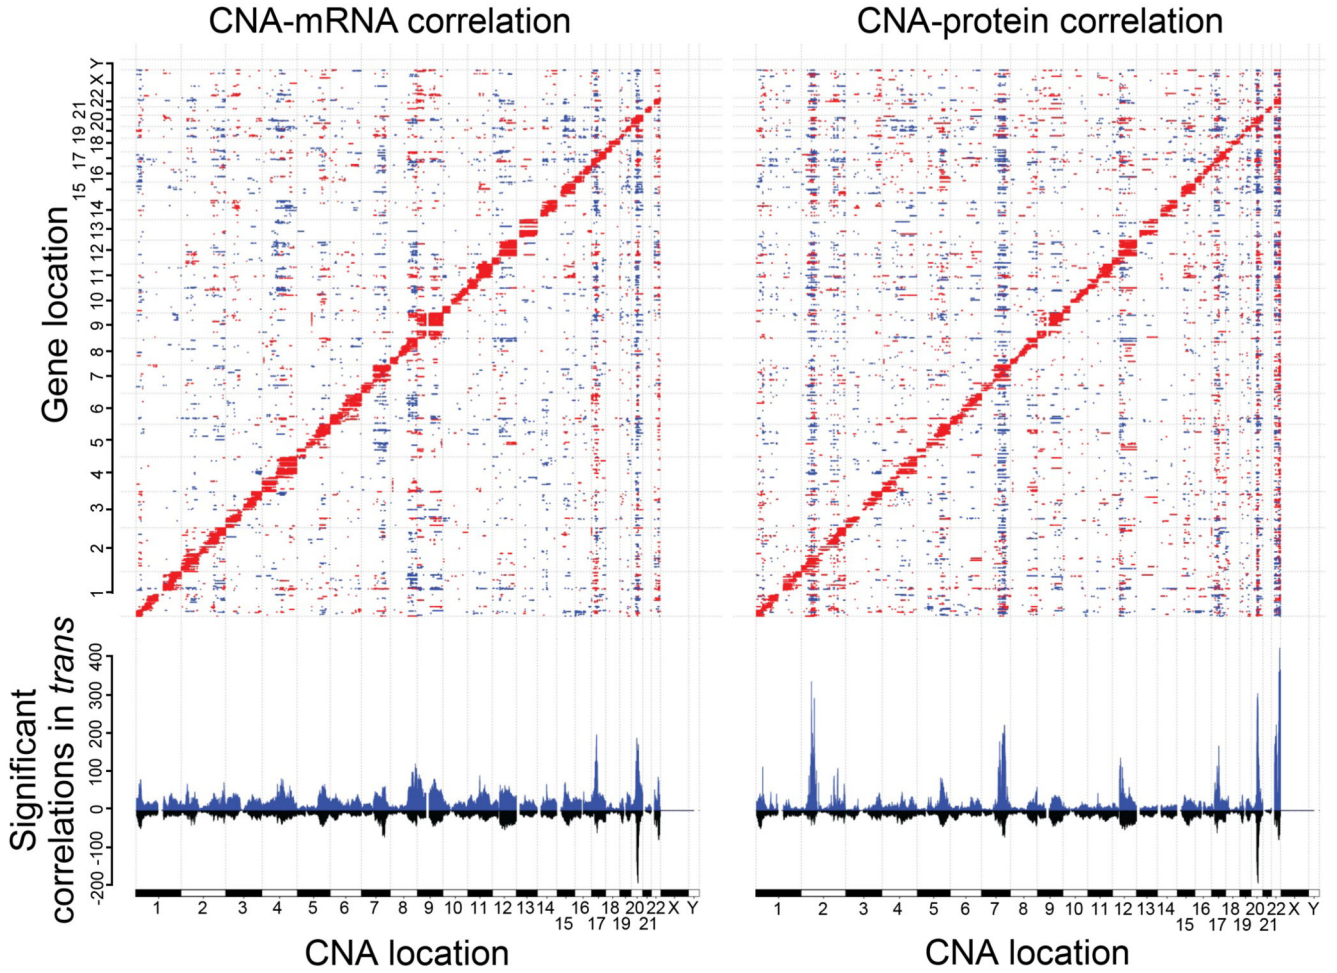 CNA-mRNA correlation
CNA-protein correlation
Gene location
1 2 3 4 5 6 7 8 9 10 11 12 13 14 15 16 17 18 19 20 21 22 X Y
Significant
correlations in trans
400
300
200
100
0
-100
-200
1 2 3 4 5 6 7 8 9 10 11 12 13 14 16 18 20 22 X Y
15 17 19 21
CNA location
1 2 3 4 5 6 7 8 9 10 11 12 13 14 16 18 20 22 X Y
15 17 19 21
CNA location